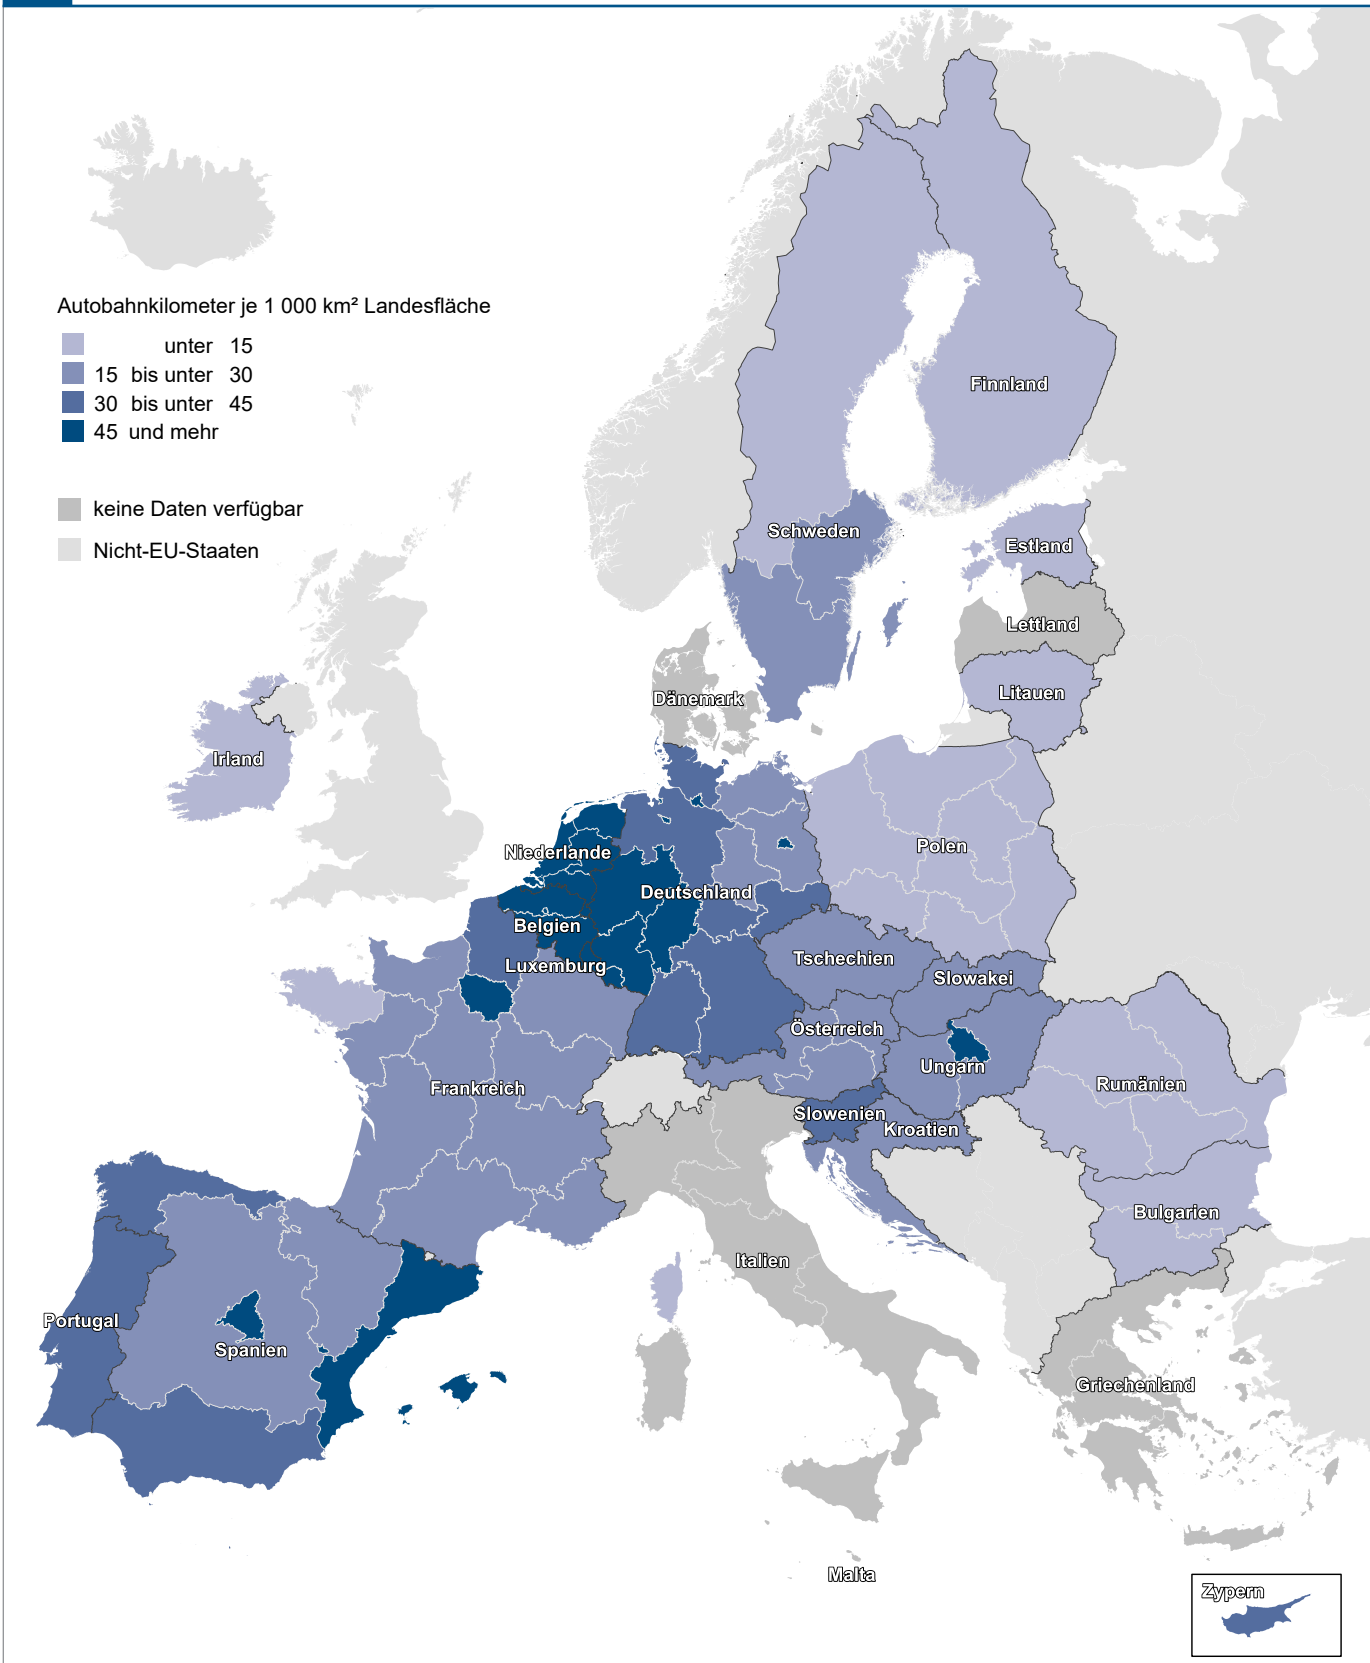 Autobahnkilometer je 1 000 km² Landesfläche
unter 15
15 bis unter 30
30 bis unter 45
45 und mehr
keine Daten verfügbar
Nicht-EU-Staaten
Finnland
Schweden
Estland
Lettland
Litauen
Dänemark
Irland
Niederlande
Polen
Deutschland
Belgien
Luxemburg
Tschechien
Slowakei
Österreich
Ungarn
Frankreich
Rumänien
Slowenien
Kroatien
Bulgarien
Italien
Portugal
Spanien
Griechenland
Malta
Zypern